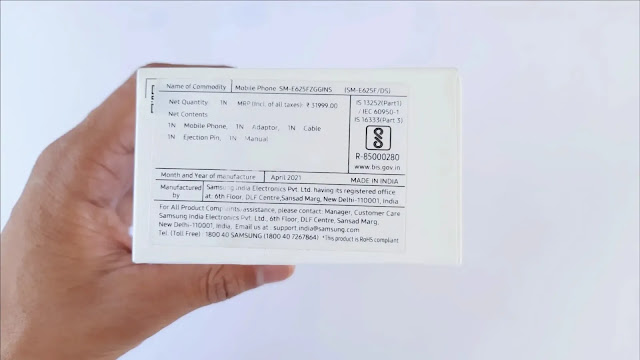 Name of Commodity Mobile Phone SM-E625FZGGINS (SM-E625F/DS)
Net Quantity 1N MRP (Incl. of all taxes): ₹ 31999.00
Net Contents
1N Mobile Phone, 1N Adaptor, 1N Cable
1N Ejection Pin, 1N Manual
IS 13252(Part1)
/ IEC 60950-1
IS 16333(Part 3)
R-85000280
www.bis.gov.in
Month and Year of manufacture April 2021 MADE IN INDIA
Manufactured by Samsung India Electronics Pvt. Ltd. having its registered office
at: 6th Floor, DLF Centre, Sansad Marg, New Delhi-110001, India
For All Product Complaints, assistance, please contact: Manager, Customer Care
Samsung India Electronics Pvt. Ltd., 6th Floor, DLF Centre, Sansad Marg,
New Delhi-110001, India, Email us at : support.india@samsung.com
Tel. (Toll Free) : 1800 40 SAMSUNG (1800 40 7267864) *This product is RoHS compliant